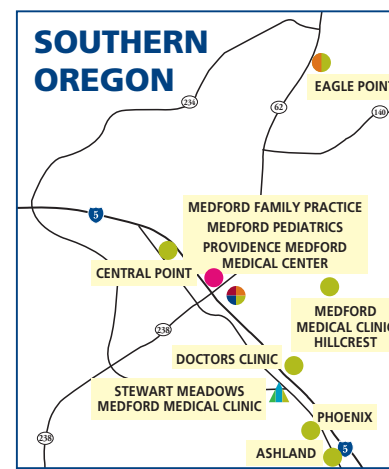 SOUTHERN
OREGON
EAGLE POINT
234
62
140
5
MEDFORD FAMILY PRACTICE
MEDFORD PEDIATRICS
PROVIDENCE MEDFORD
MEDICAL CENTER
CENTRAL POINT
MEDFORD
MEDICAL CLINIC
HILLCREST
238
DOCTORS CLINIC
STEWART MEADOWS
MEDFORD MEDICAL CLINIC
PHOENIX
238
5
ASHLAND